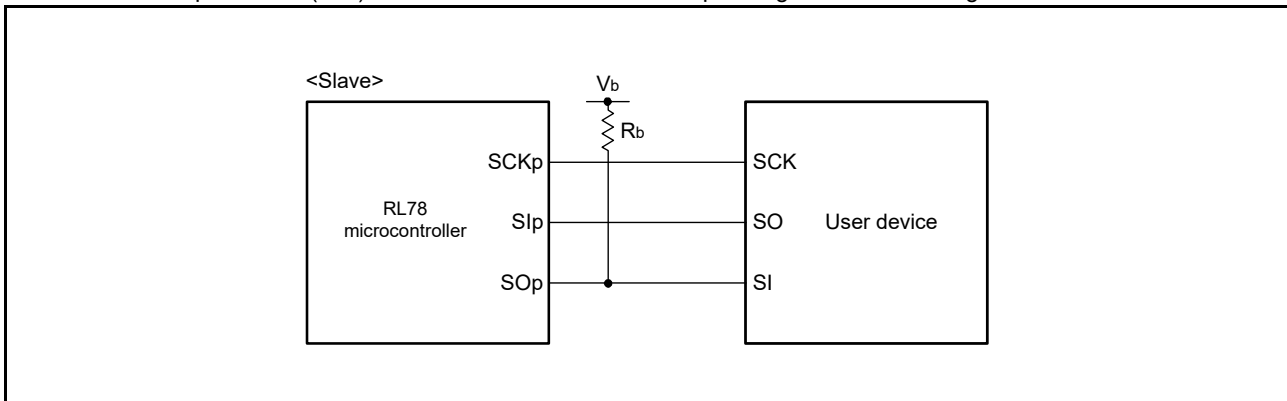 <Slave>
Vb
Rb
SCKp
SCK
RL78
microcontroller
SIp
SO
User device
SOp
SI